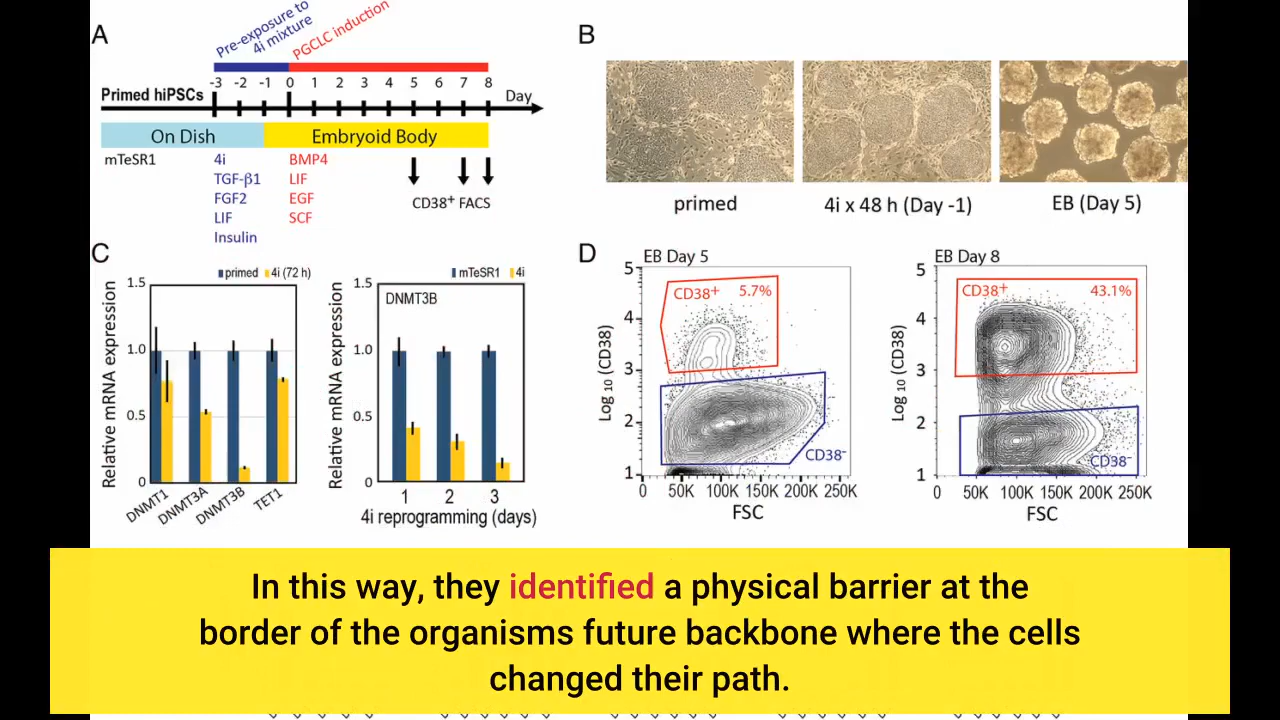 A
Pre-exposure to
4i mixture
PGCLC induction
-3 -2 -1 0 1 2 3 4 5 6 7 8
Primed hiPSCs
Day
On Dish
Embryoid Body
mTeSR1
4i
TGF-β1
FGF2
LIF
Insulin
BMP4
LIF
EGF
SCF
CD38+ FACS
B
primed
4i x 48 h (Day -1)
EB (Day 5)
C
primed 4i (72 h)
Relative mRNA expression
1.5
1.0
0.5
0
DNMT1
DNMT3A
DNMT3B
TET1
mTeSR1 4i
DNMT3B
Relative mRNA expression
1.5
1.0
0.5
0
1 2 3
4i reprogramming (days)
D
EB Day 5
CD38+ 5.7%
Log 10 (CD38)
5
4
3
2
1
CD38-
0 50K 100K 150K 200K 250K
FSC
EB Day 8
CD38+ 43.1%
Log 10 (CD38)
5
4
3
2
1
CD38-
0 50K 100K 150K 200K 250K
FSC
In this way, they identified a physical barrier at the
border of the organisms future backbone where the cells
changed their path.